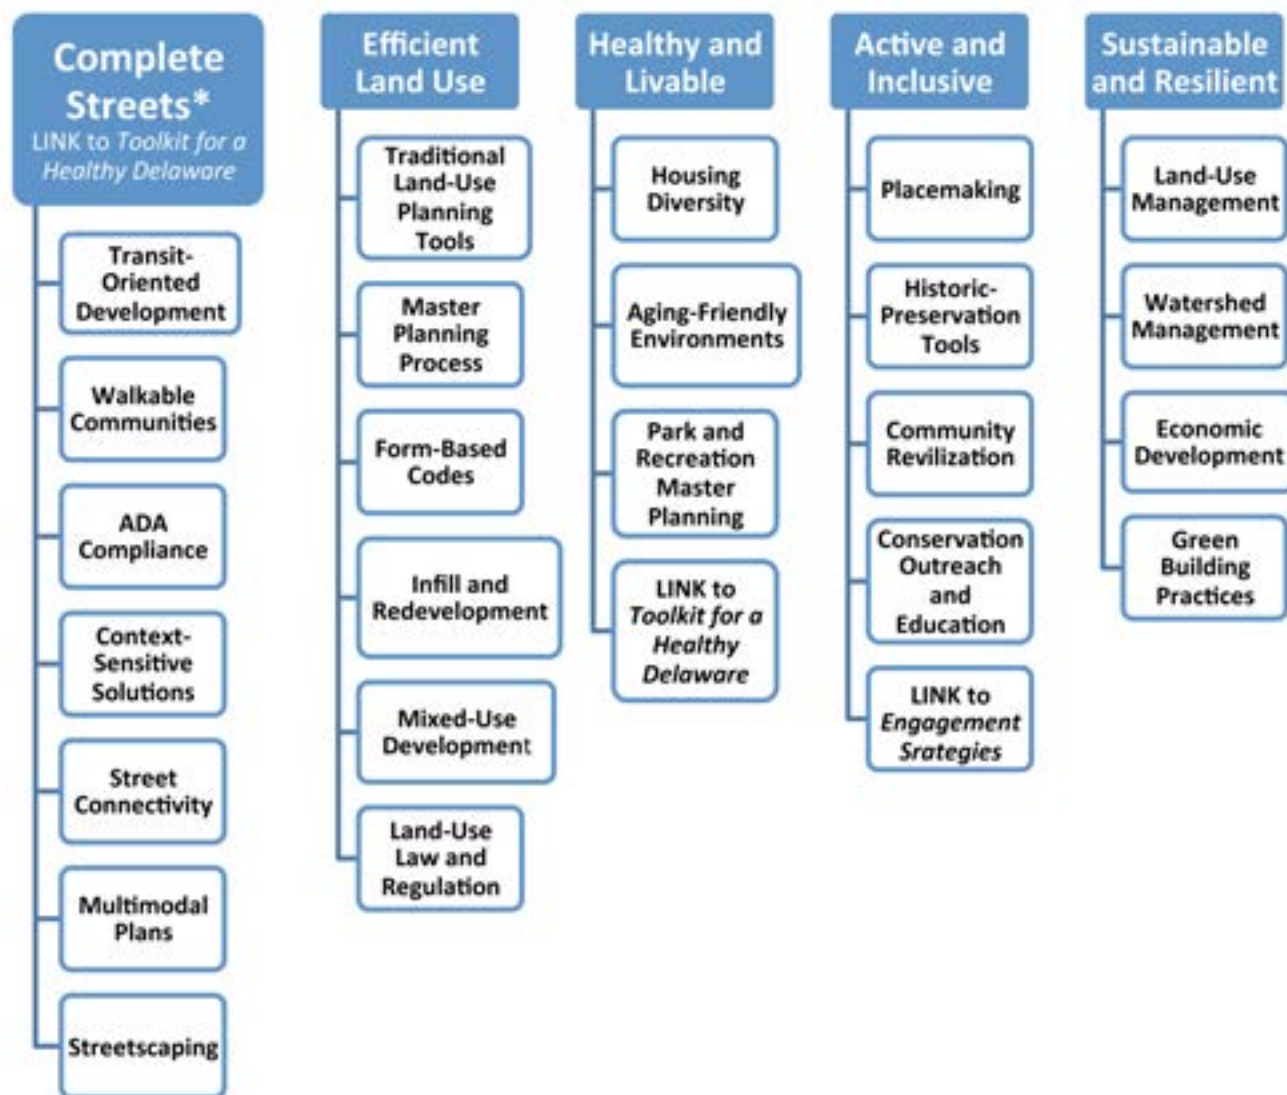 Complete
Streets*
LINK to Toolkit for a
Healthy Delaware
Transit-
Oriented
Development
Walkable
Communities
ADA
Compliance
Context-
Sensitive
Solutions
Street
Connectivity
Multimodal
Plans
Streetscaping
Efficient
Land Use
Traditional
Land-Use
Planning
Tools
Master
Planning
Process
Form-Based
Codes
Infill and
Redevelopment
Mixed-Use
Development
Land-Use
Law and
Regulation
Healthy and
Livable
Housing
Diversity
Aging-Friendly
Environments
Park and
Recreation
Master
Planning
LINK to
Toolkit for a
Healthy
Delaware
Active and
Inclusive
Placemaking
Historic-
Preservation
Tools
Community
Revilization
Conservation
Outreach
and
Education
LINK to
Engagement
Srategies
Sustainable
and Resilient
Land-Use
Management
Watershed
Management
Economic
Development
Green
Building
Practices